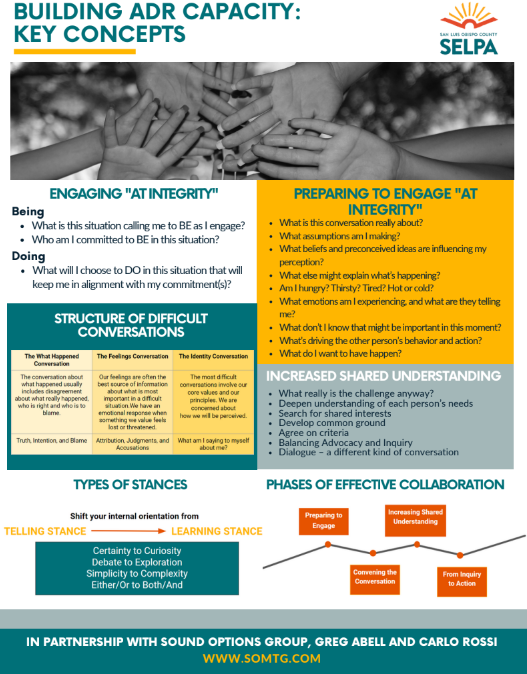 BUILDING ADR CAPACITY:
KEY CONCEPTS
SAN LUIS OBISPO COUNTY
SELPA
ENGAGING "AT INTEGRITY"
Being
• What is this situation calling me to BE as I engage?
• Who am I committed to BE in this situation?
Doing
• What will I choose to DO in this situation that will
keep me in alignment with my commitment(s)?
PREPARING TO ENGAGE "AT
INTEGRITY"
• What is this conversation really about?
• What assumptions am I making?
• What beliefs and preconceived ideas are influencing my
perception?
• What else might explain what's happening?
• Am I hungry? Thirsty? Tired? Hot or cold?
• What emotions am I experiencing, and what are they telling
me?
• What don't I know that might be important in this moment?
• What's driving the other person's behavior and action?
• What do I want to have happen?
STRUCTURE OF DIFFICULT
CONVERSATIONS
The What Happened
Conversation
The conversation about
what happened usually
includes disagreement
about what really happened,
who is right and who is to
blame.
Truth, Intention, and Blame
The Feelings Conversation
Our feelings are often the
best source of information
about what is most
important in a difficult
situation.We have an
emotional response when
something we value feels
lost or threatened.
Attribution, Judgments, and
Accusations
The Identity Conversation
The most difficult
conversations involve our
core values and our
principles. We are
concerned about
how we will be perceived.
What am I saying to myself
about me?
INCREASED SHARED UNDERSTANDING
• What really is the challenge anyway?
• Deepen understanding of each person's needs
• Search for shared interests
• Develop common ground
• Agree on criteria
• Balancing Advocacy and Inquiry
• Dialogue – a different kind of conversation
TYPES OF STANCES
Shift your internal orientation from
TELLING STANCE LEARNING STANCE
Certainty to Curiosity
Debate to Exploration
Simplicity to Complexity
Either/Or to Both/And
PHASES OF EFFECTIVE COLLABORATION
Preparing to
Engage
Convening the
Conversation
Increasing Shared
Understanding
From Inquiry
to Action
IN PARTNERSHIP WITH SOUND OPTIONS GROUP, GREG ABELL AND CARLO ROSSI
WWW.SOMTG.COM